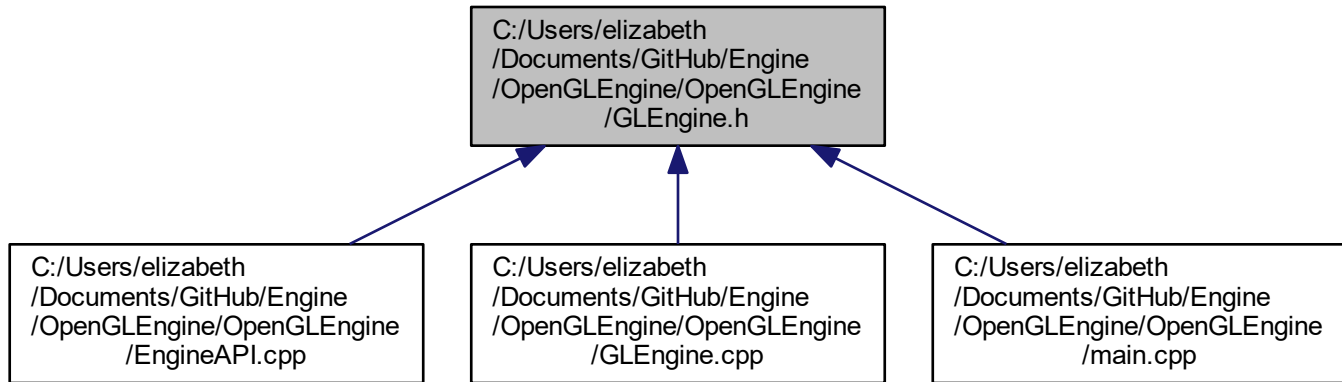 C:/Users/elizabeth
/Documents/GitHub/Engine
/OpenGLEngine/OpenGLEngine
/GLEngine.h
C:/Users/elizabeth
/Documents/GitHub/Engine
/OpenGLEngine/OpenGLEngine
/EngineAPI.cpp
C:/Users/elizabeth
/Documents/GitHub/Engine
/OpenGLEngine/OpenGLEngine
/GLEngine.cpp
C:/Users/elizabeth
/Documents/GitHub/Engine
/OpenGLEngine/OpenGLEngine
/main.cpp